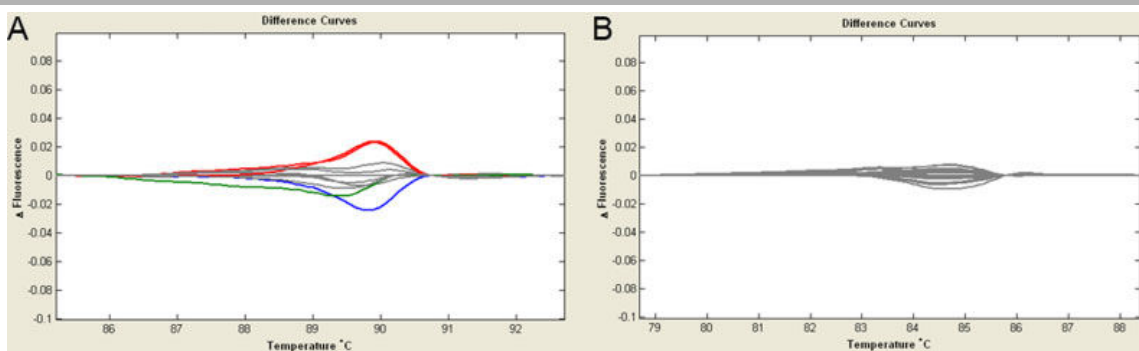 A
Difference Curves
Δ Fluorescence
0.08
0.06
0.04
0.02
0
-0.02
-0.04
-0.06
-0.08
-0.1
86 87 88 89 90 91 92
Temperature °C
B
Difference Curves
Δ Fluorescence
0.08
0.06
0.04
0.02
0
-0.02
-0.04
-0.06
-0.08
-0.1
79 80 81 82 83 84 85 86 87 88
Temperature °C